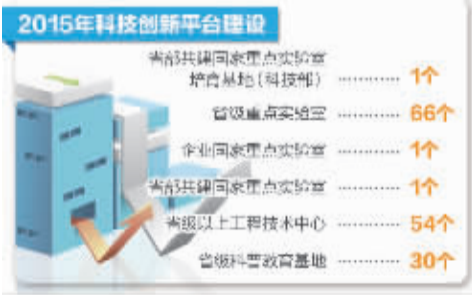 2015年科技创新平台建设
省部共建国家重点实验室
培育基地(科技部) ………… 1个
省级重点实验室 ………… 66个
企业国家重点实验室 ………… 1个
省部共建国家重点实验室 ………… 1个
省级以上工程技术中心 ………… 54个
省级科普教育基地 ………… 30个